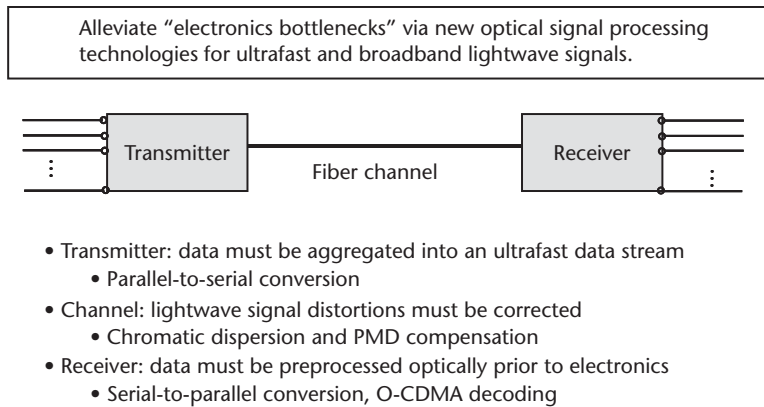 Alleviate “electronics bottlenecks” via new optical signal processing
technologies for ultrafast and broadband lightwave signals.
Transmitter
Fiber channel
Receiver
• Transmitter: data must be aggregated into an ultrafast data stream
• Parallel-to-serial conversion
• Channel: lightwave signal distortions must be corrected
• Chromatic dispersion and PMD compensation
• Receiver: data must be preprocessed optically prior to electronics
• Serial-to-parallel conversion, O-CDMA decoding